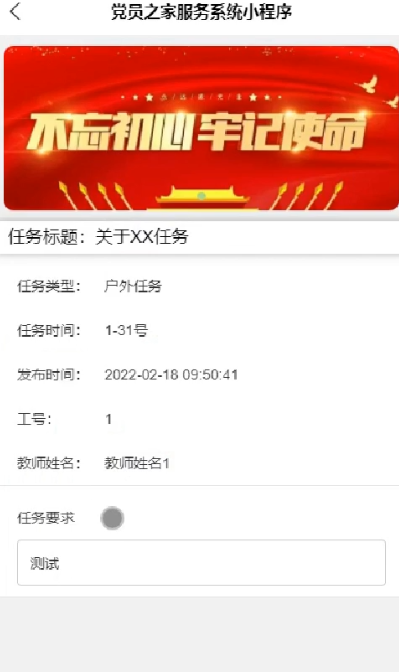 党员之家服务系统小程序
不忘初心 牢记使命
任务标题：关于XX任务
任务类型： 户外任务
任务时间： 1-31号
发布时间： 2022-02-18 09:50:41
工号： 1
教师姓名： 教师姓名1
任务要求
测试